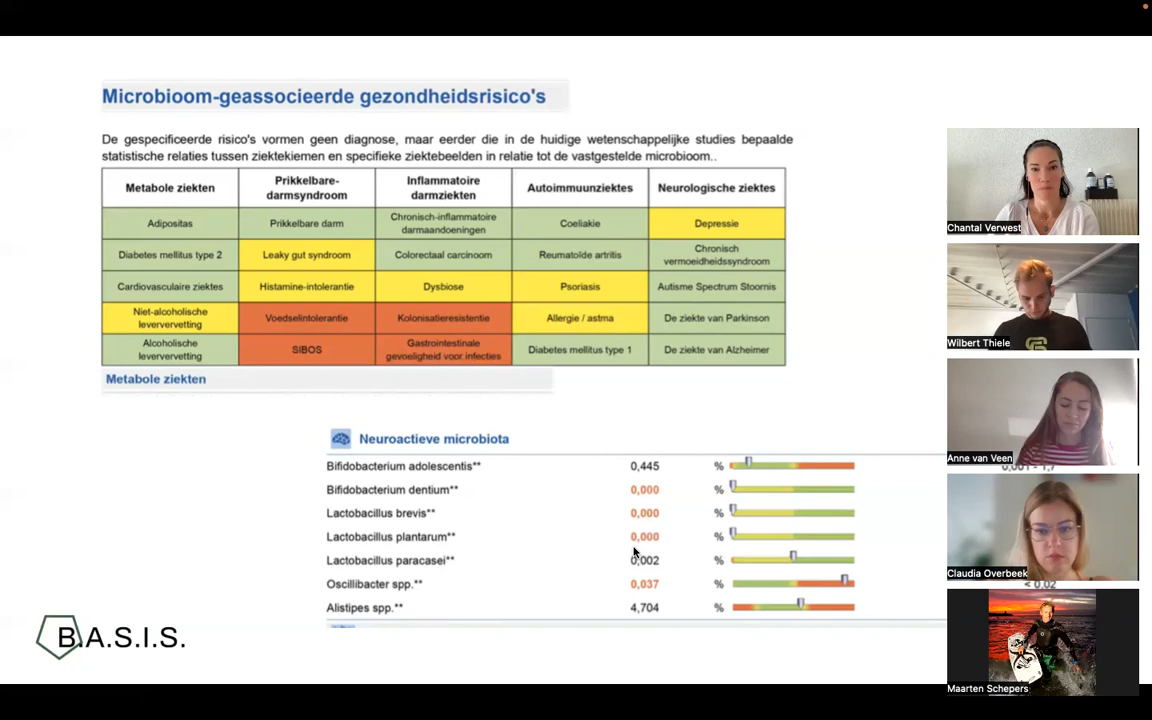 Microbioom-geassocieerde gezondheidsrisico's
De gespecificeerde risico's vormen geen diagnose, maar eerder die in de huidige wetenschappelijke studies bepaalde
statistische relaties tussen ziektekiemen en specifieke ziektebeelden in relatie tot de vastgestelde microbioom..
Metabole ziekten
Prikkelbare-
darmsyndroom
Inflammatoire
darmziekten
Autoimmuunziektes
Neurologische ziektes
Adipositas
Prikkelbare darm
Chronisch-inflammatoire
darmaandoeningen
Coeliakie
Depressie
Diabetes mellitus type 2
Leaky gut syndroom
Colorectaal carcinoom
Reumatoïde artritis
Chronisch
vermoeidheidssyndroom
Cardiovasculaire ziektes
Histamine-intolerantie
Dysbiose
Psoriasis
Autisme Spectrum Stoornis
Niet-alcoholische
leververvetting
Voedselintolerantie
Kolonisatieresistentie
Allergie / astma
De ziekte van Parkinson
Alcoholische
leververvetting
SIBOS
Gastrointestinale
gevoeligheid voor infecties
Diabetes mellitus type 1
De ziekte van Alzheimer
Metabole ziekten
Neuroactieve microbiota
Bifidobacterium adolescentis** 0,445 %
Bifidobacterium dentium** 0,000 %
Lactobacillus brevis** 0,000 %
Lactobacillus plantarum** 0,000 %
Lactobacillus paracasei** 0,002 %
Oscillibacter spp.** 0,037 %
Alistipes spp.** 4,704 %
B.A.S.I.S.
Chantal Verwest
Wilbert Thiele
Anne van Veen
Claudia Overbeek
< 0.02
Maarten Schepers